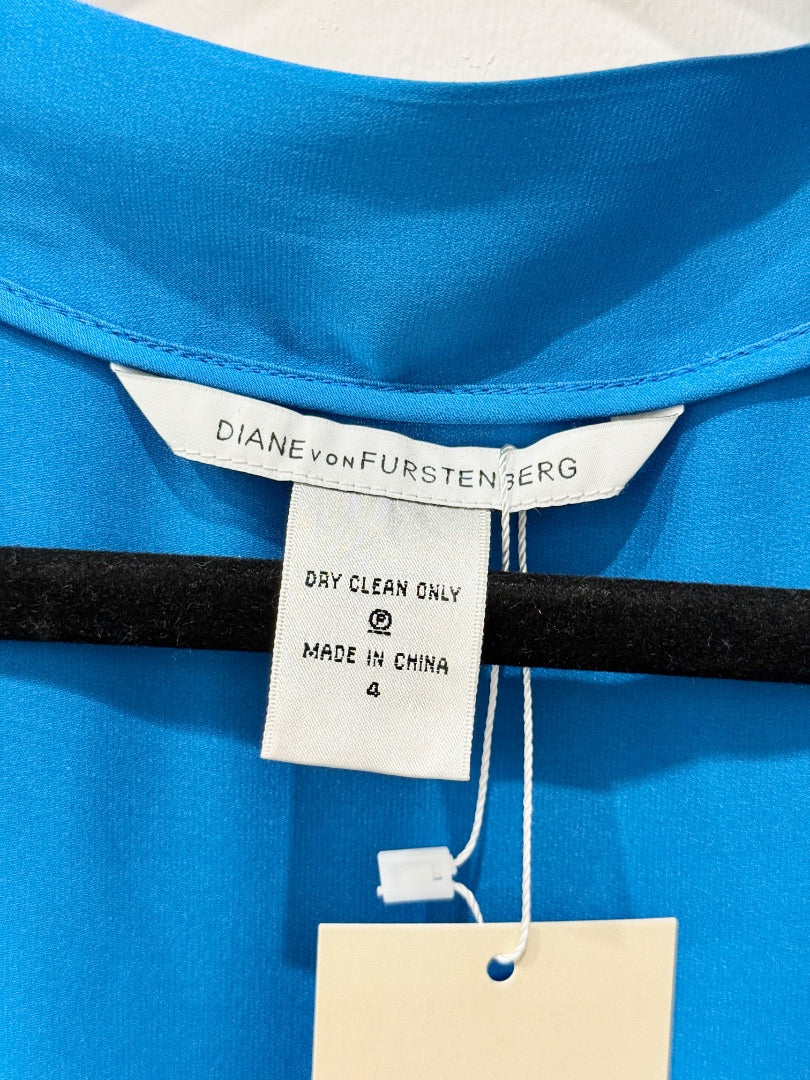 DIANE VON FURSTENBERG
DRY CLEAN ONLY
P
MADE IN CHINA
4